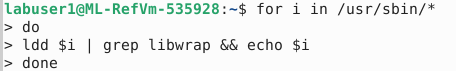 labuser1@ML-RefVm-535928:~$ for i in /usr/sbin/*
> do
> ldd $i | grep libwrap && echo $i
> done